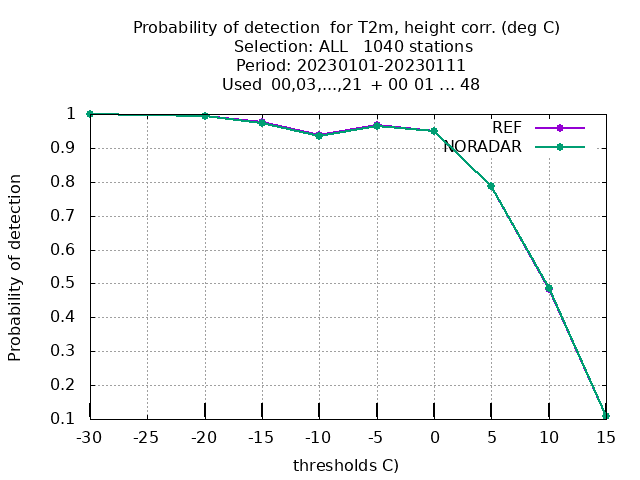 Probability of detection  for T2m, height corr. (deg C)
Selection: ALL   1040 stations
Period: 20230101-20230111
Used  00,03,...,21  + 00 01 ... 48
REF
NORADAR
Probability of detection
1
0.9
0.8
0.7
0.6
0.5
0.4
0.3
0.2
0.1
-30 -25 -20 -15 -10 -5 0 5 10 15
thresholds C)